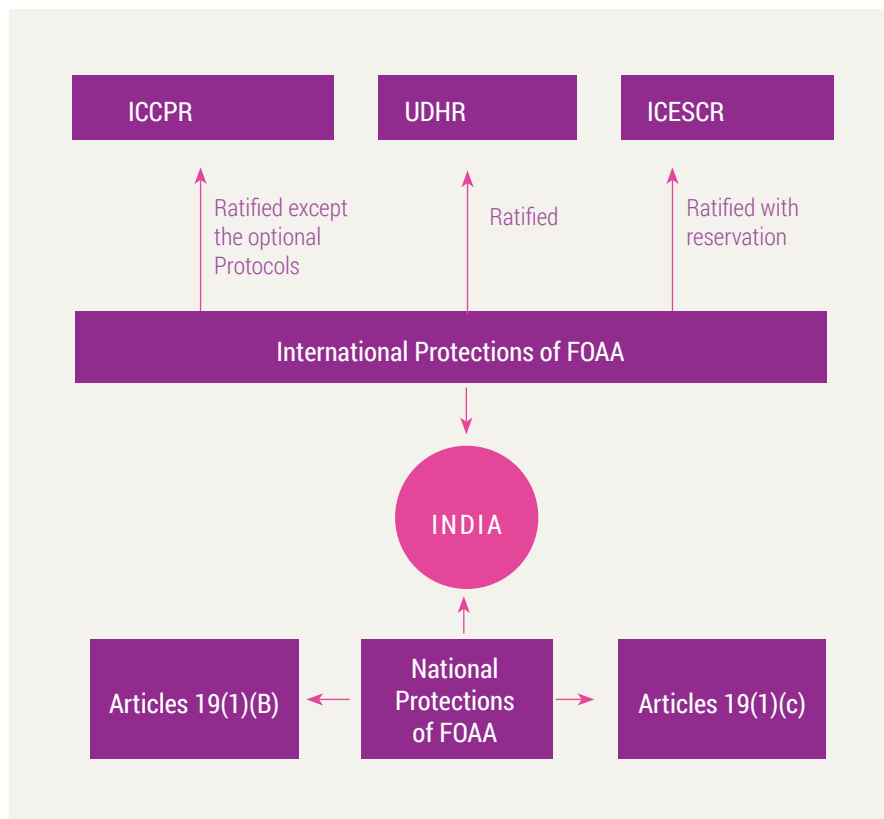 ICCPR
UDHR
ICESCR
Ratified except
the optional
Protocols
Ratified
Ratified with
reservation
International Protections of FOAA
INDIA
Articles 19(1)(B)
National
Protections
of FOAA
Articles 19(1)(c)